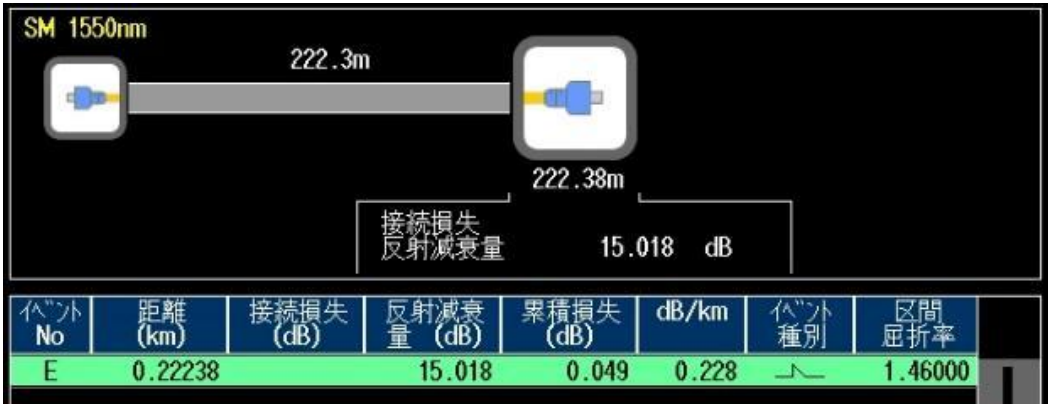 SM 1550nm
222.3m
222.38m
接続損失
反射減衰量 15.018 dB
イベント No 距離 (km) 接続損失 (dB) 反射減衰量 (dB) 累積損失 (dB) dB/km イベント種別 区間屈折率
E 0.22238 15.018 0.049 0.228 1.46000